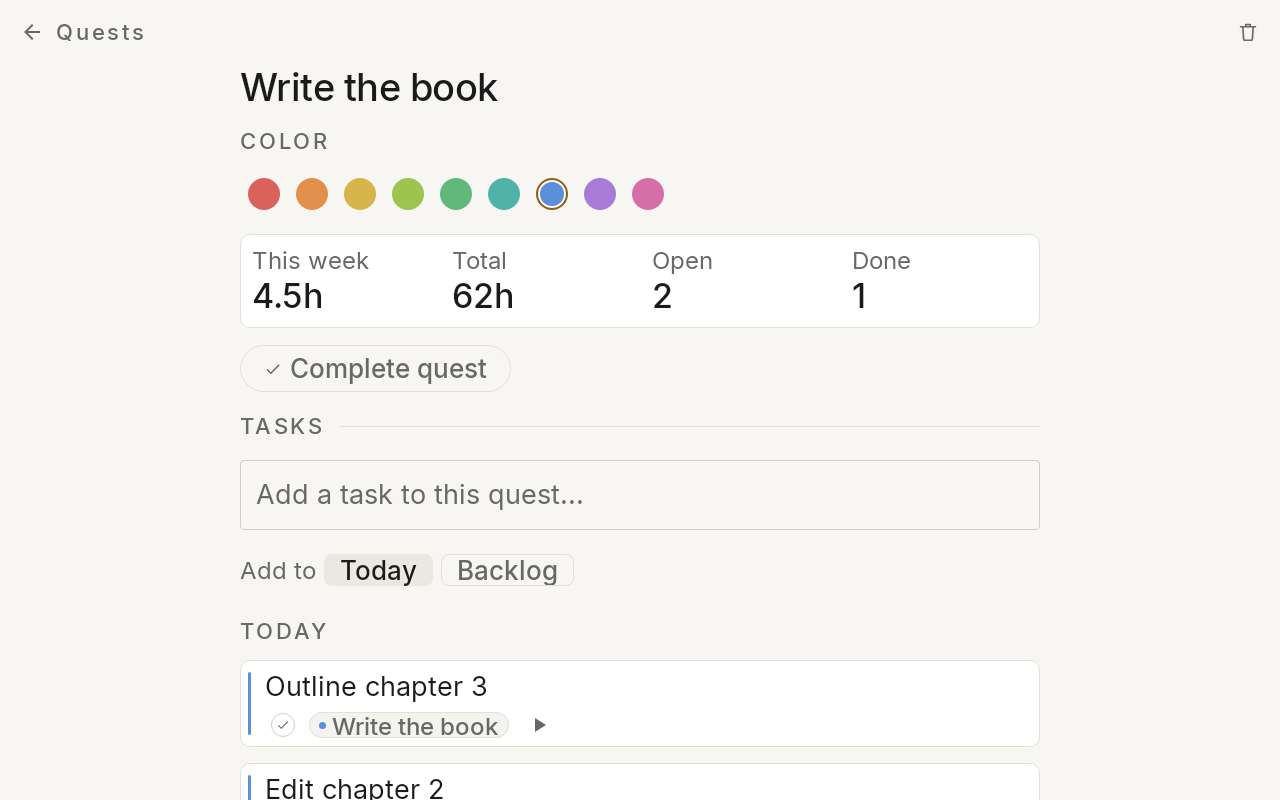 Quests
Write the book
COLOR
This week Total Open Done
4.5h 62h 2 1
Complete quest
TASKS
Add a task to this quest...
Add to Today Backlog
TODAY
Outline chapter 3
Write the book
Edit chapter 2